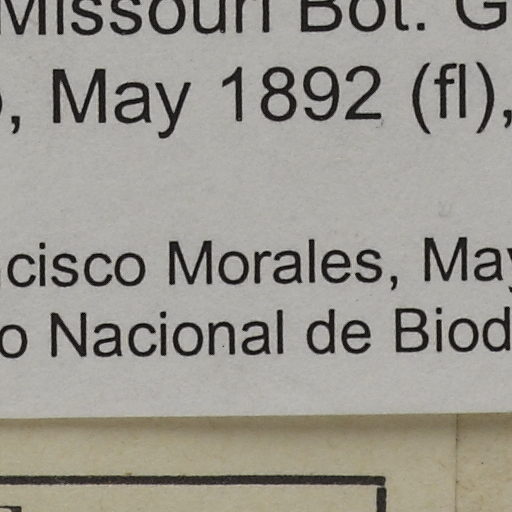 Missouri Bot. G
, May 1892 (fl),
cisco Morales, May
o Nacional de Biod